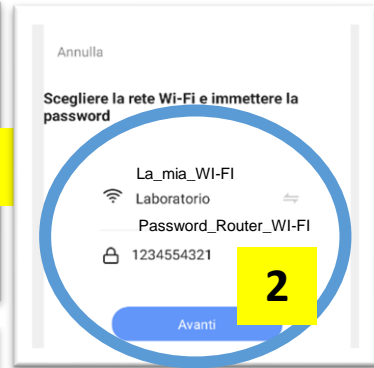 Annulla
Scegliere la rete Wi-Fi e immettere la
password
La_mia_WI-FI
Laboratorio
Password_Router_WI-FI
1234554321
2
Avanti